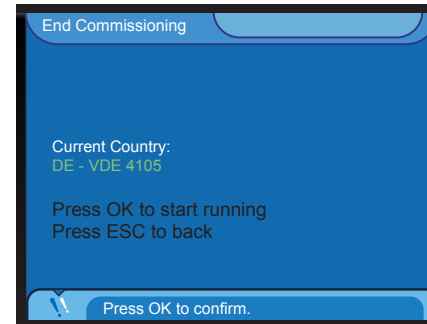 End Commissioning
Current Country:
DE - VDE 4105
Press OK to start running
Press ESC to back
Press OK to confirm.